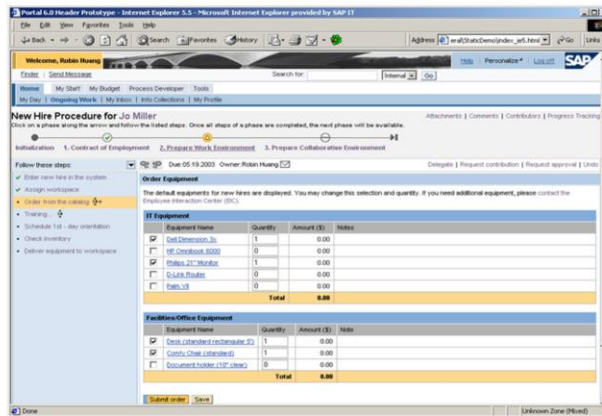 Portal 6.0 Header Prototype - Internet Explorer 5.5 - Microsoft Internet Explorer provided by SAP IT
File Edit View Favorites Tools Help
Back Search Favorites History Address Go Links
Welcome, Robin Huang Help Personalize Log off SAP
Finder Send Message Search for: Internal Go
Home My Staff My Budget Process Developer Tools
My Day | Ongoing Work | My Inbox | Info Collections | My Profile
New Hire Procedure for Jo Miller Attachments | Comments | Contributors | Progress Tracking
Click on a phase along the arrow and follow the listed steps. Once all steps of a phase are completed, the next phase will be available.
Initialization 1. Contract of Employment 2. Prepare Work Environment 3. Prepare Collaborative Environment
Follow these steps: Due:05.19.2003 Owner:Robin Huang Delegate | Request contribution | Request approval | Undo
Enter new hire in the system
Assign workspace
Order from the catalog
Training...
Schedule 1st - day orientation
Check inventory
Deliver equipment to workspace
Order Equipment
The default equipments for new hires are displayed. You may change this selection and quantity. If you need additional equipment, please contact the
Employee Interaction Center (EIC).
IT Equipment
Equipment Name Quantity Amount ($) Notes
Dell Dimension 3x 1 0.00
HP Omnibook 6000 0 0.00
Philips 21" Monitor 1 0.00
D-Link Router 0 0.00
Palm VII 0 0.00
Total 0.00
Facilities/Office Equipment
Equipment Name Quantity Amount ($) Note
Desk (standard rectangular 5') 1 0.00
Comfy Chair (standard) 1 0.00
Document holder (10" clear) 0 0.00
Total 0.00
Submit order Save
Done Unknown Zone (Mixed)